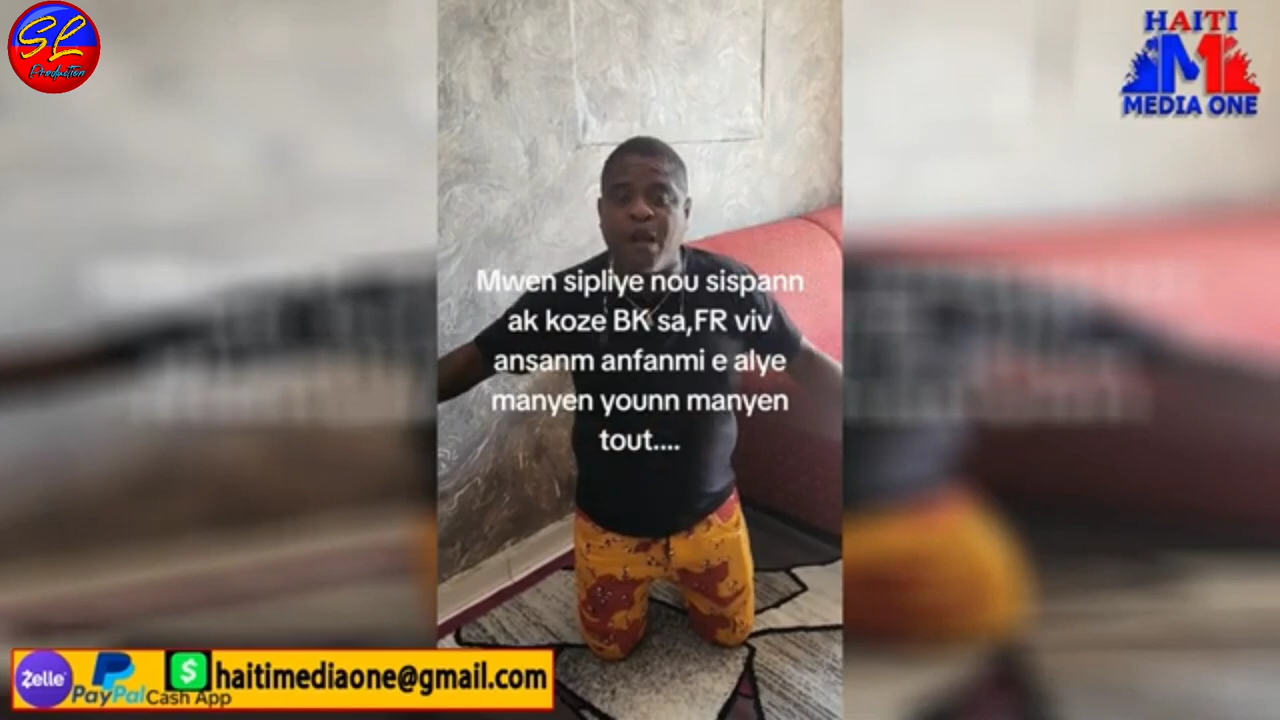 SL
Production
HAITI
M
MEDIA ONE
Mwen sipliye nou sispann
ak koze BK sa,FR viv
ansanm anfanmi e alye
manyen younn manyen
tout....
Zelle
PayPal
$
Cash App
haitimediaone@gmail.com